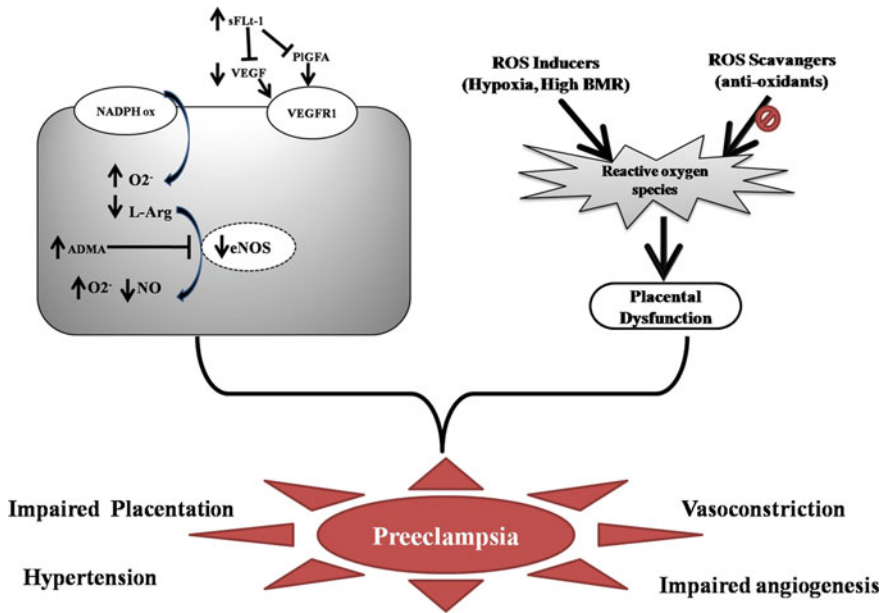 sFLt-1
PlGFA
VEGF
NADPH ox
VEGFR1
O2-
L-Arg
ADMA
eNOS
O2- NO
ROS Inducers
(Hypoxia, High BMR)
ROS Scavangers
(anti-oxidants)
Reactive oxygen
species
Placental
Dysfunction
Impaired Placentation
Hypertension
Preeclampsia
Vasoconstriction
Impaired angiogenesis